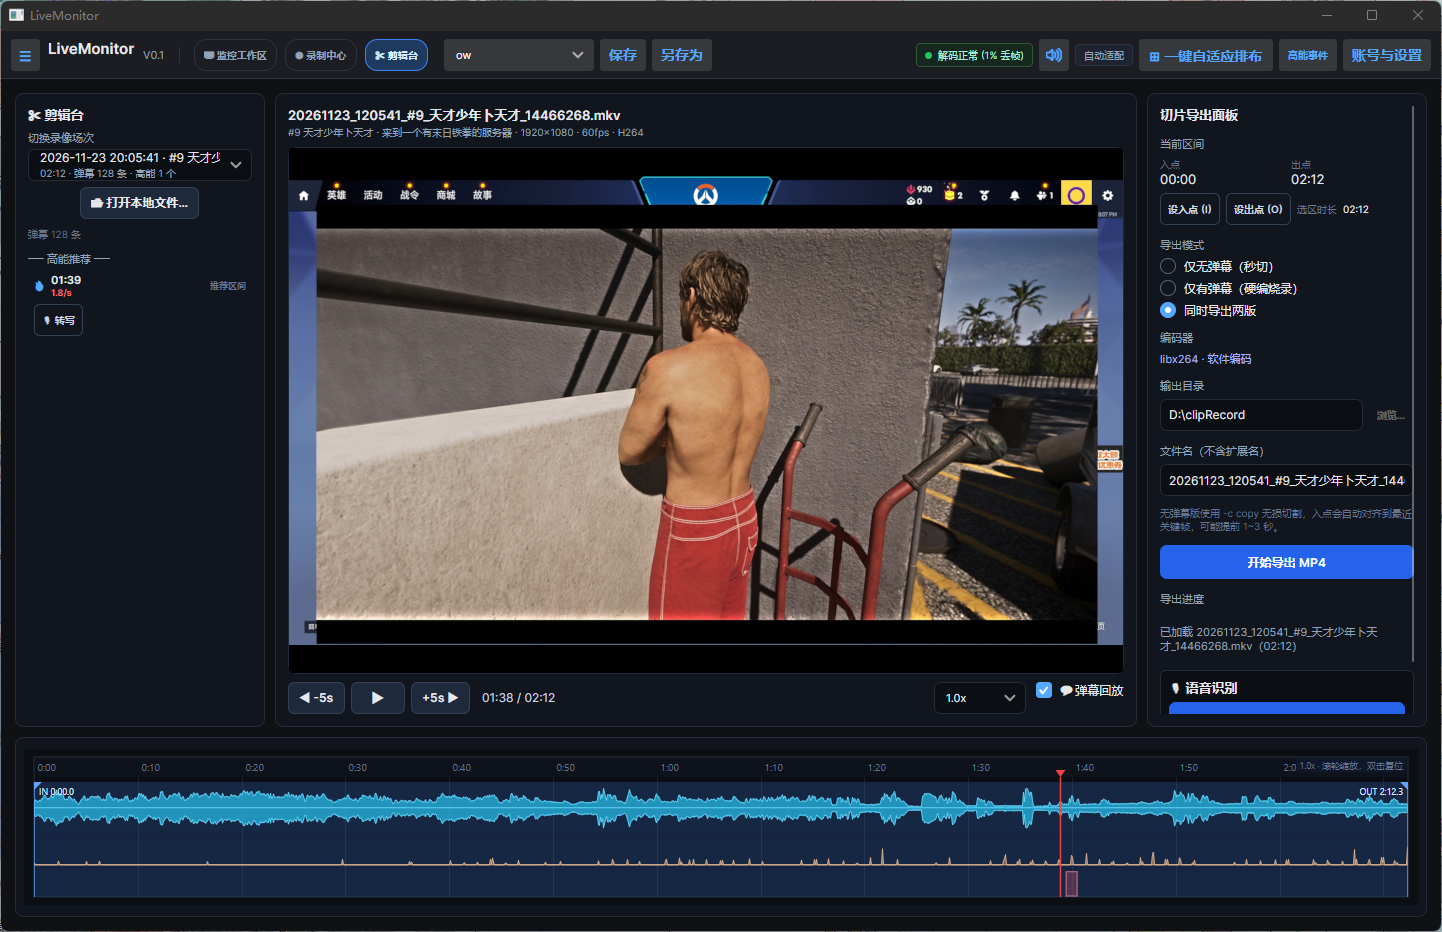 LiveMonitor
LiveMonitor V0.1
监控工作区
录制中心
剪辑台
ow
保存
另存为
解码正常 (1% 丢帧)
自动适配
一键自适应排布
高能事件
账号与设置
剪辑台
切换录像场次
2026-11-23 20:05:41 · #9 天才少
02:12 · 弹幕 128 条 · 高能 1 个
打开本地文件...
弹幕 128 条
── 高能推荐 ──
01:39
1.8/s
推荐区间
转写
20261123_120541_#9_天才少年卜天才_14466268.mkv
#9 天才少年卜天才 · 来到一个有末日铁拳的服务器 · 1920×1080 · 60fps · H264
英雄
活动
战令
商城
故事
930
0
2
1
8:07 PM
优惠券
页
◀ -5s
▶
+5s ▶
01:38 / 02:12
1.0x
弹幕回放
切片导出面板
当前区间
入点
出点
00:00
02:12
设入点 (I)
设出点 (O)
选区时长 02:12
导出模式
仅无弹幕（秒切）
仅有弹幕（硬编烧录）
同时导出两版
编码器
libx264 · 软件编码
输出目录
D:\clipRecord
浏览...
文件名（不含扩展名）
20261123_120541_#9_天才少年卜天才_144
无弹幕版使用 -c copy 无损切割，入点会自动对齐到最近
关键帧，可能提前 1~3 秒。
开始导出 MP4
导出进度
已加载 20261123_120541_#9_天才少年卜天
才_14466268.mkv（02:12）
语音识别
0:00
0:10
0:20
0:30
0:40
0:50
1:00
1:10
1:20
1:30
1:40
1:50
2:0
1.0x · 滚轮缩放，双击复位
IN 0:00.0
OUT 2:12.3